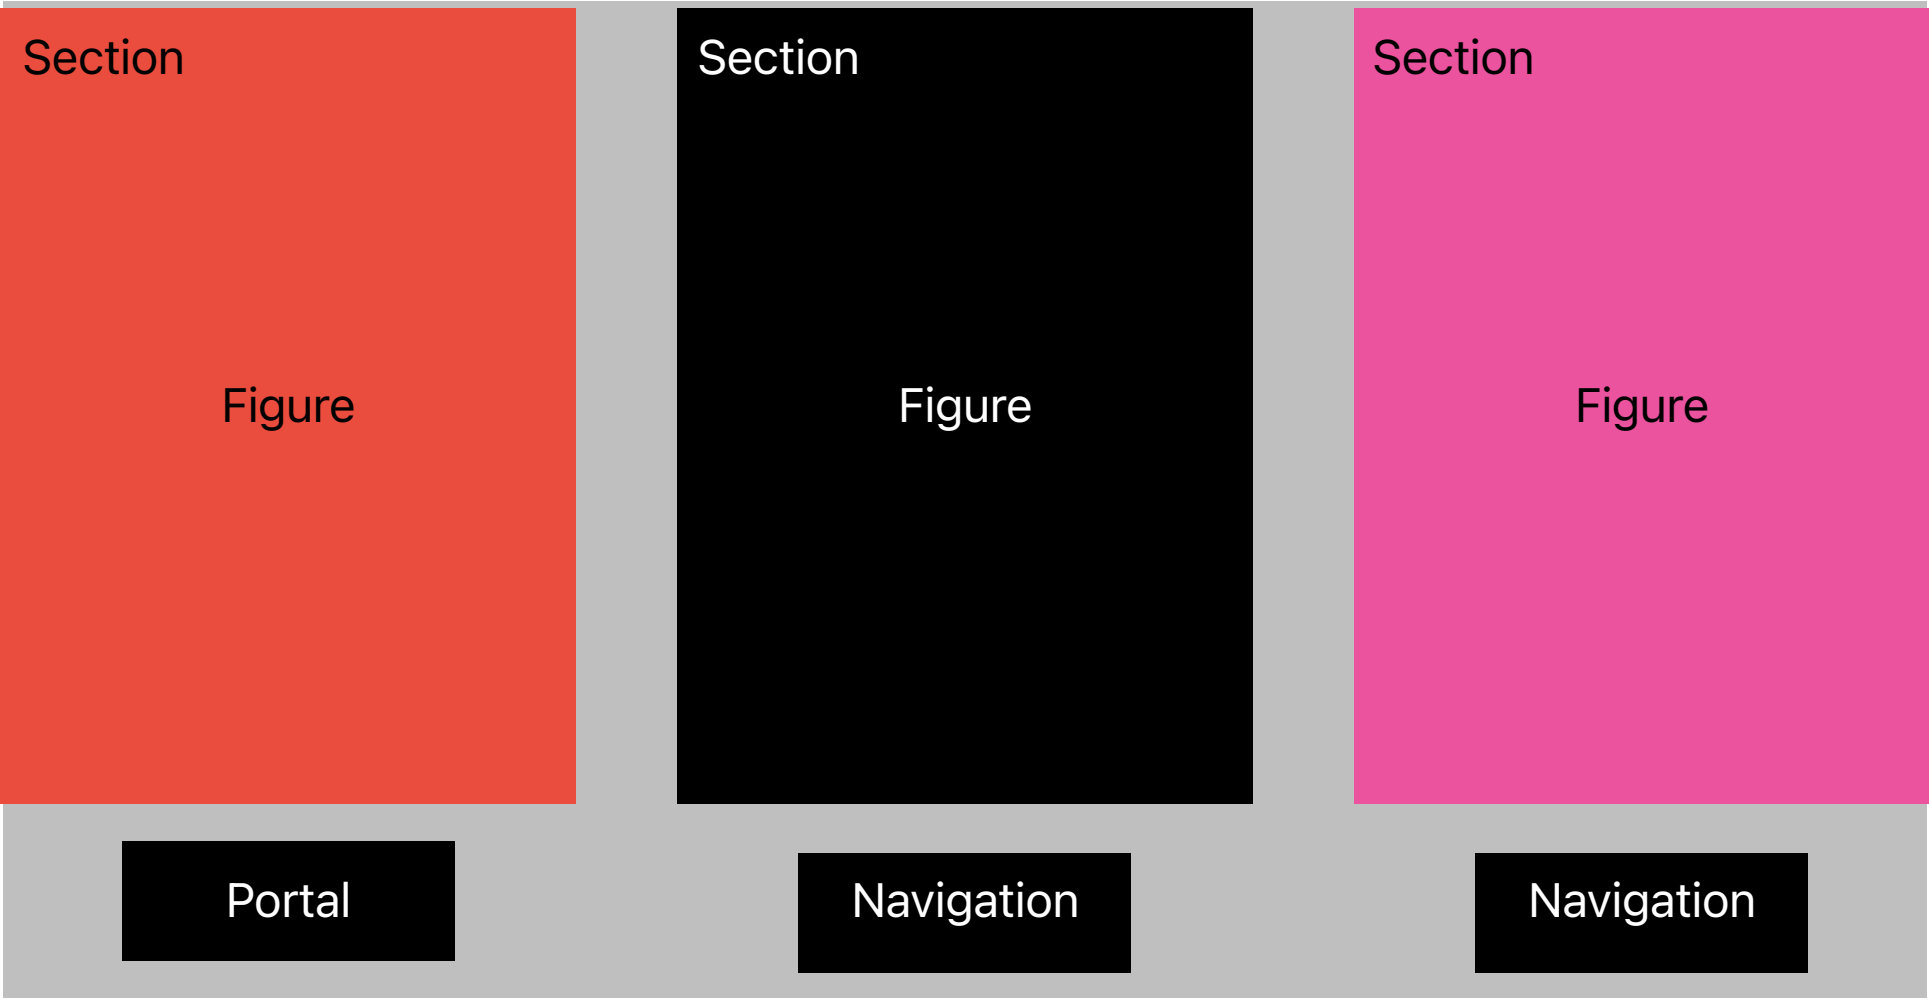 Section
Section
Section
Figure
Figure
Figure
Portal
Navigation
Navigation